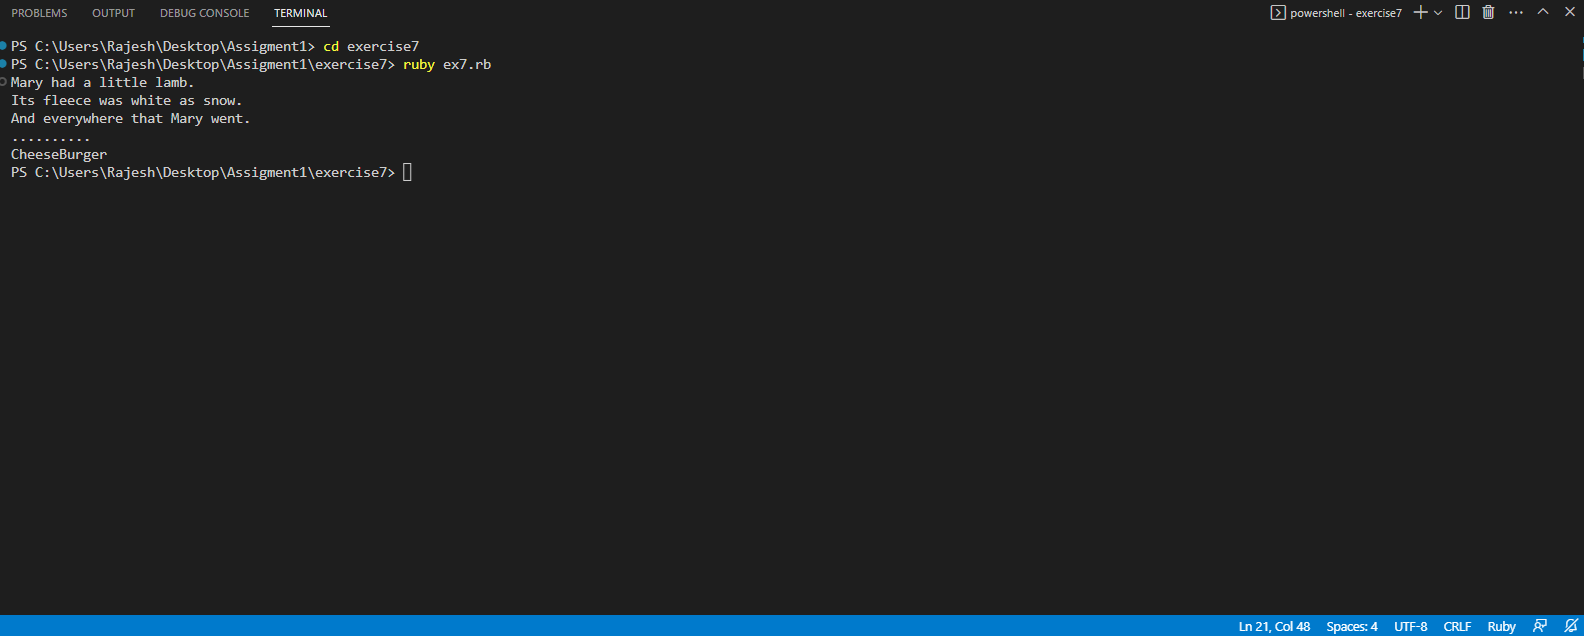 PROBLEMS OUTPUT DEBUG CONSOLE TERMINAL powershell - exercise7
PS C:\Users\Rajesh\Desktop\Assigment1> cd exercise7
PS C:\Users\Rajesh\Desktop\Assigment1\exercise7> ruby ex7.rb
Mary had a little lamb.
Its fleece was white as snow.
And everywhere that Mary went.
..........
CheeseBurger
PS C:\Users\Rajesh\Desktop\Assigment1\exercise7>
Ln 21, Col 48 Spaces: 4 UTF-8 CRLF Ruby